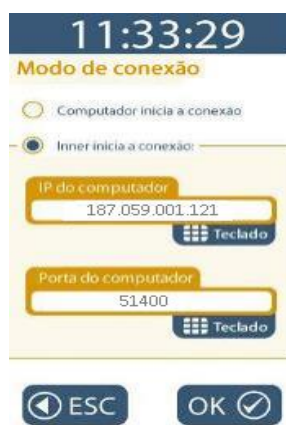 11:33:29
Modo de conexão
Computador inicia a conexão
Inner inicia a conexão:
IP do computador
187.059.001.121
Teclado
Porta do computador
51400
Teclado
ESC
OK